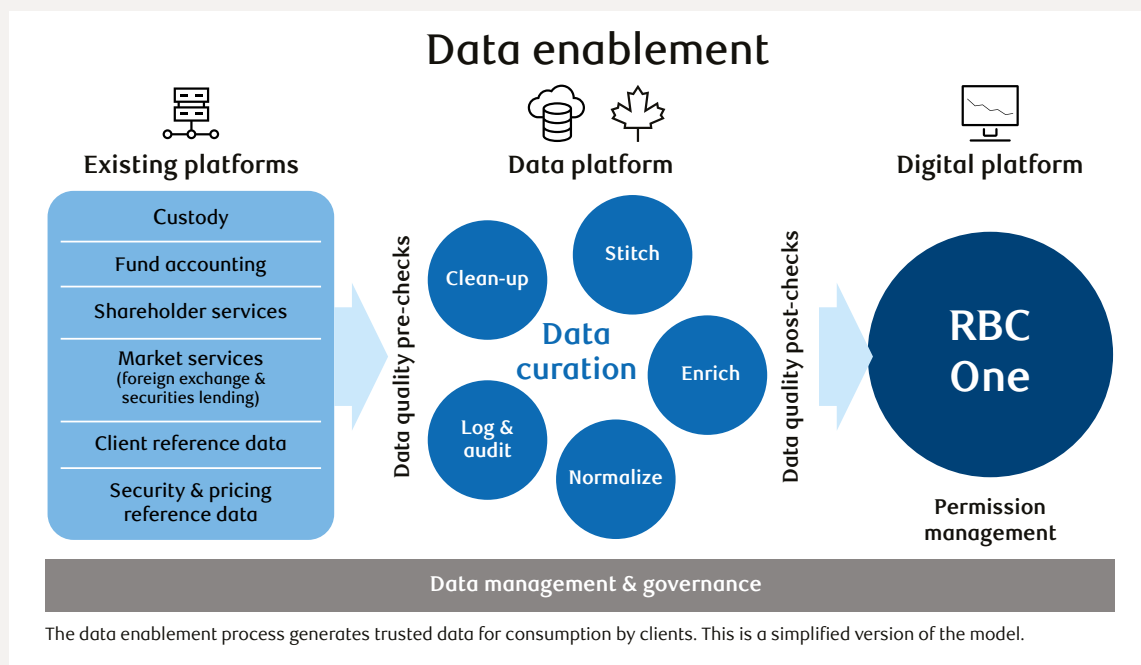 Data enablement
Existing platforms
Custody
Fund accounting
Shareholder services
Market services
(foreign exchange &
securities lending)
Client reference data
Security & pricing
reference data
Data quality pre-checks
Data platform
Clean-up
Stitch
Data
curation
Enrich
Log &
audit
Normalize
Data quality post-checks
Digital platform
RBC
One
Permission
management
Data management & governance
The data enablement process generates trusted data for consumption by clients. This is a simplified version of the model.